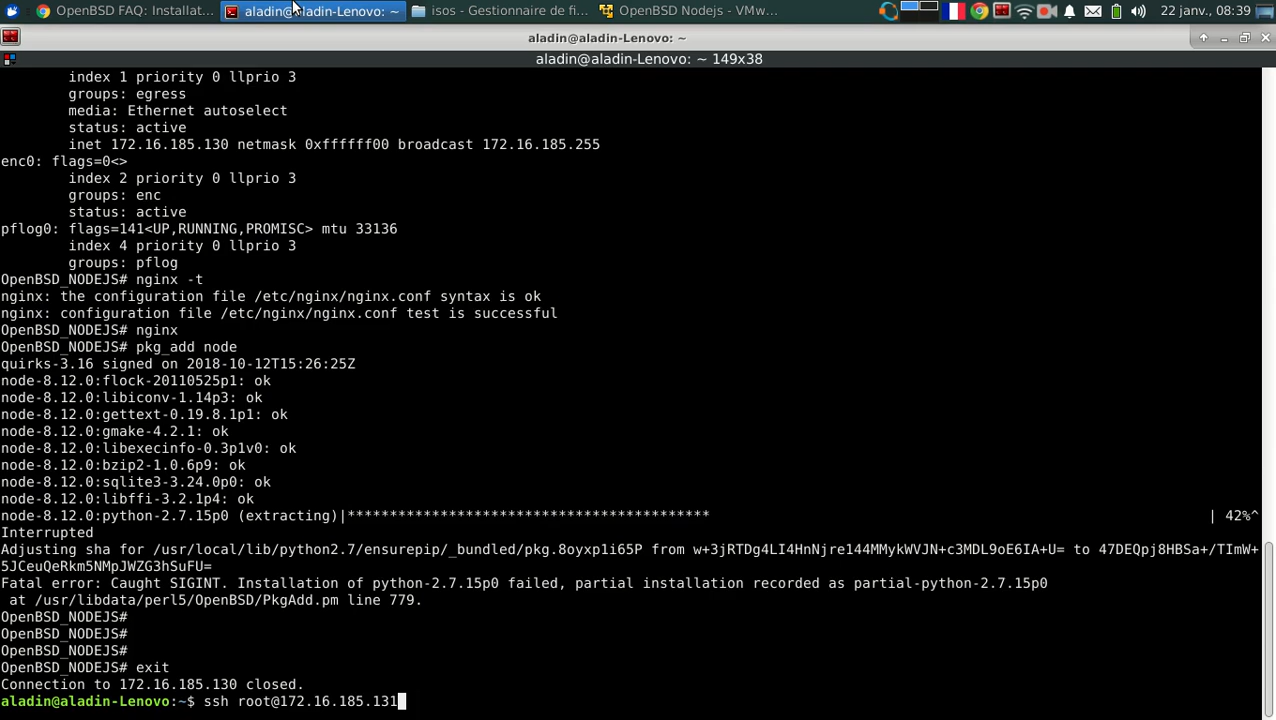 OpenBSD FAQ: Installat... aladin@aladin-Lenovo: ~ isos - Gestionnaire de fi... OpenBSD Nodejs - VMw... 22 janv., 08:39
aladin@aladin-Lenovo: ~
aladin@aladin-Lenovo: ~ 149x38
index 1 priority 0 llprio 3
groups: egress
media: Ethernet autoselect
status: active
inet 172.16.185.130 netmask 0xffffff00 broadcast 172.16.185.255
enc0: flags=0<>
index 2 priority 0 llprio 3
groups: enc
status: active
pflog0: flags=141<UP,RUNNING,PROMISC> mtu 33136
index 4 priority 0 llprio 3
groups: pflog
OpenBSD_NODEJS# nginx -t
nginx: the configuration file /etc/nginx/nginx.conf syntax is ok
nginx: configuration file /etc/nginx/nginx.conf test is successful
OpenBSD_NODEJS# nginx
OpenBSD_NODEJS# pkg_add node
quirks-3.16 signed on 2018-10-12T15:26:25Z
node-8.12.0:flock-20110525p1: ok
node-8.12.0:libiconv-1.14p3: ok
node-8.12.0:gettext-0.19.8.1p1: ok
node-8.12.0:gmake-4.2.1: ok
node-8.12.0:libexecinfo-0.3p1v0: ok
node-8.12.0:bzip2-1.0.6p9: ok
node-8.12.0:sqlite3-3.24.0p0: ok
node-8.12.0:libffi-3.2.1p4: ok
node-8.12.0:python-2.7.15p0 (extracting)|******************************************* | 42%^
Interrupted
Adjusting sha for /usr/local/lib/python2.7/ensurepip/_bundled/pkg.8oyxp1i65P from w+3jRTDg4LI4HnNjre144MMykWVJN+c3MDL9oE6IA+U= to 47DEQpj8HBSa+/TImW+
5JCeuQeRkm5NMpJWZG3hSuFU=
Fatal error: Caught SIGINT. Installation of python-2.7.15p0 failed, partial installation recorded as partial-python-2.7.15p0
at /usr/libdata/perl5/OpenBSD/PkgAdd.pm line 779.
OpenBSD_NODEJS#
OpenBSD_NODEJS#
OpenBSD_NODEJS#
OpenBSD_NODEJS# exit
Connection to 172.16.185.130 closed.
aladin@aladin-Lenovo:~$ ssh root@172.16.185.131